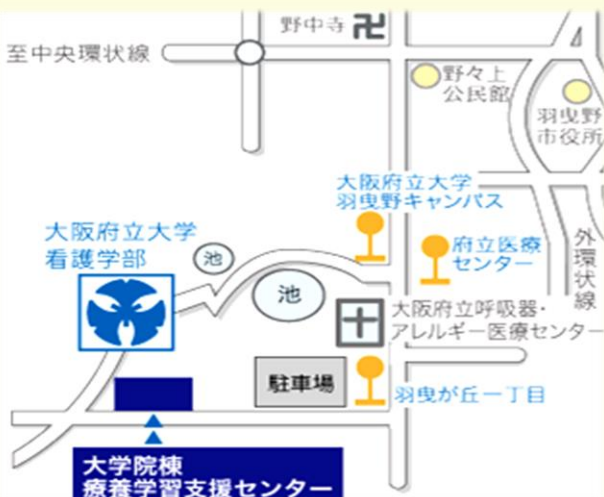 野中寺
至中央環状線
野々上
公民館
羽曳野
市役所
大阪府立大学
羽曳野キャンパス
大阪府立大学
看護学部
池
府立医療
センター
外環状線
池
大阪府立呼吸器・
アレルギー医療センター
駐車場
羽曳が丘一丁目
大学院棟
療養学習支援センター